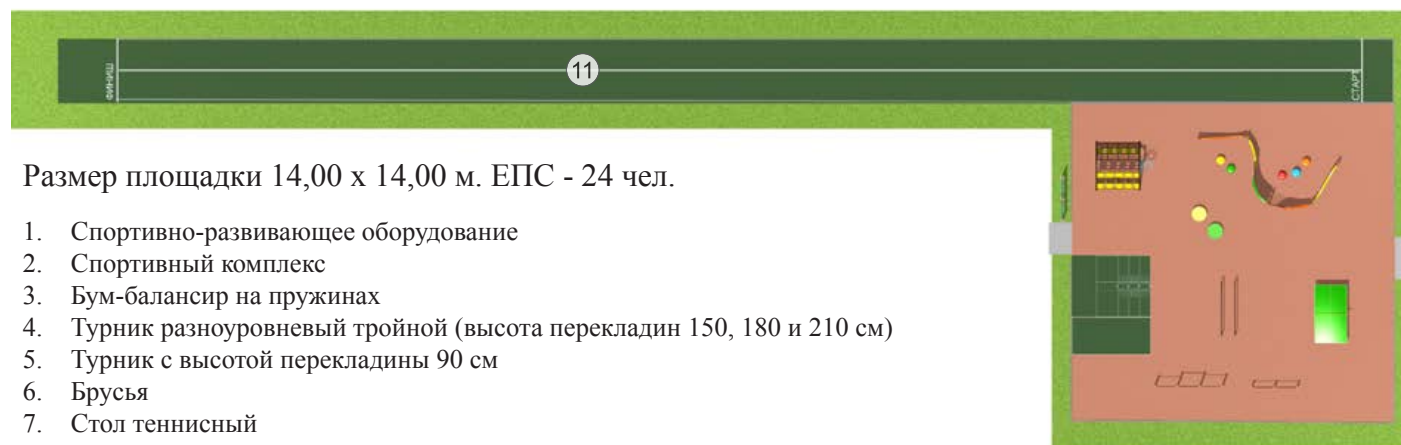 ФИНИШ
11
СТАРТ
Размер площадки 14,00 х 14,00 м. ЕПС - 24 чел.
1. Спортивно-развивающее оборудование
2. Спортивный комплекс
3. Бум-балансир на пружинах
4. Турник разноуровневый тройной (высота перекладин 150, 180 и 210 см)
5. Турник с высотой перекладины 90 см
6. Брусья
7. Стол теннисный